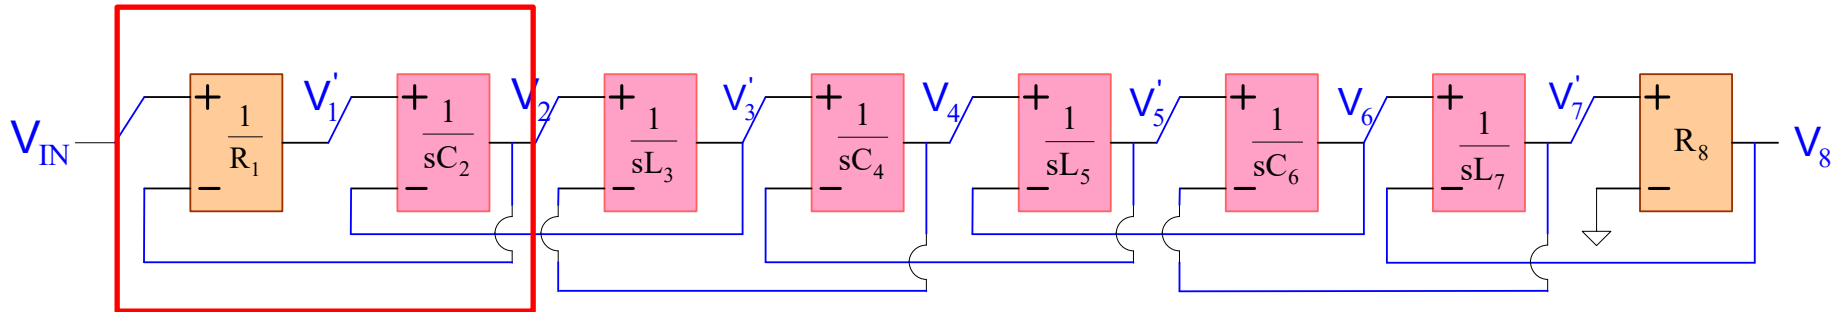 V_IN + − 1/R_1 V'_1 + − 1/sC_2 V_2 + − 1/sL_3 V'_3 + − 1/sC_4 V_4 + − 1/sL_5 V'_5 + − 1/sC_6 V_6 + − 1/sL_7 V'_7 + − R_8 V_8